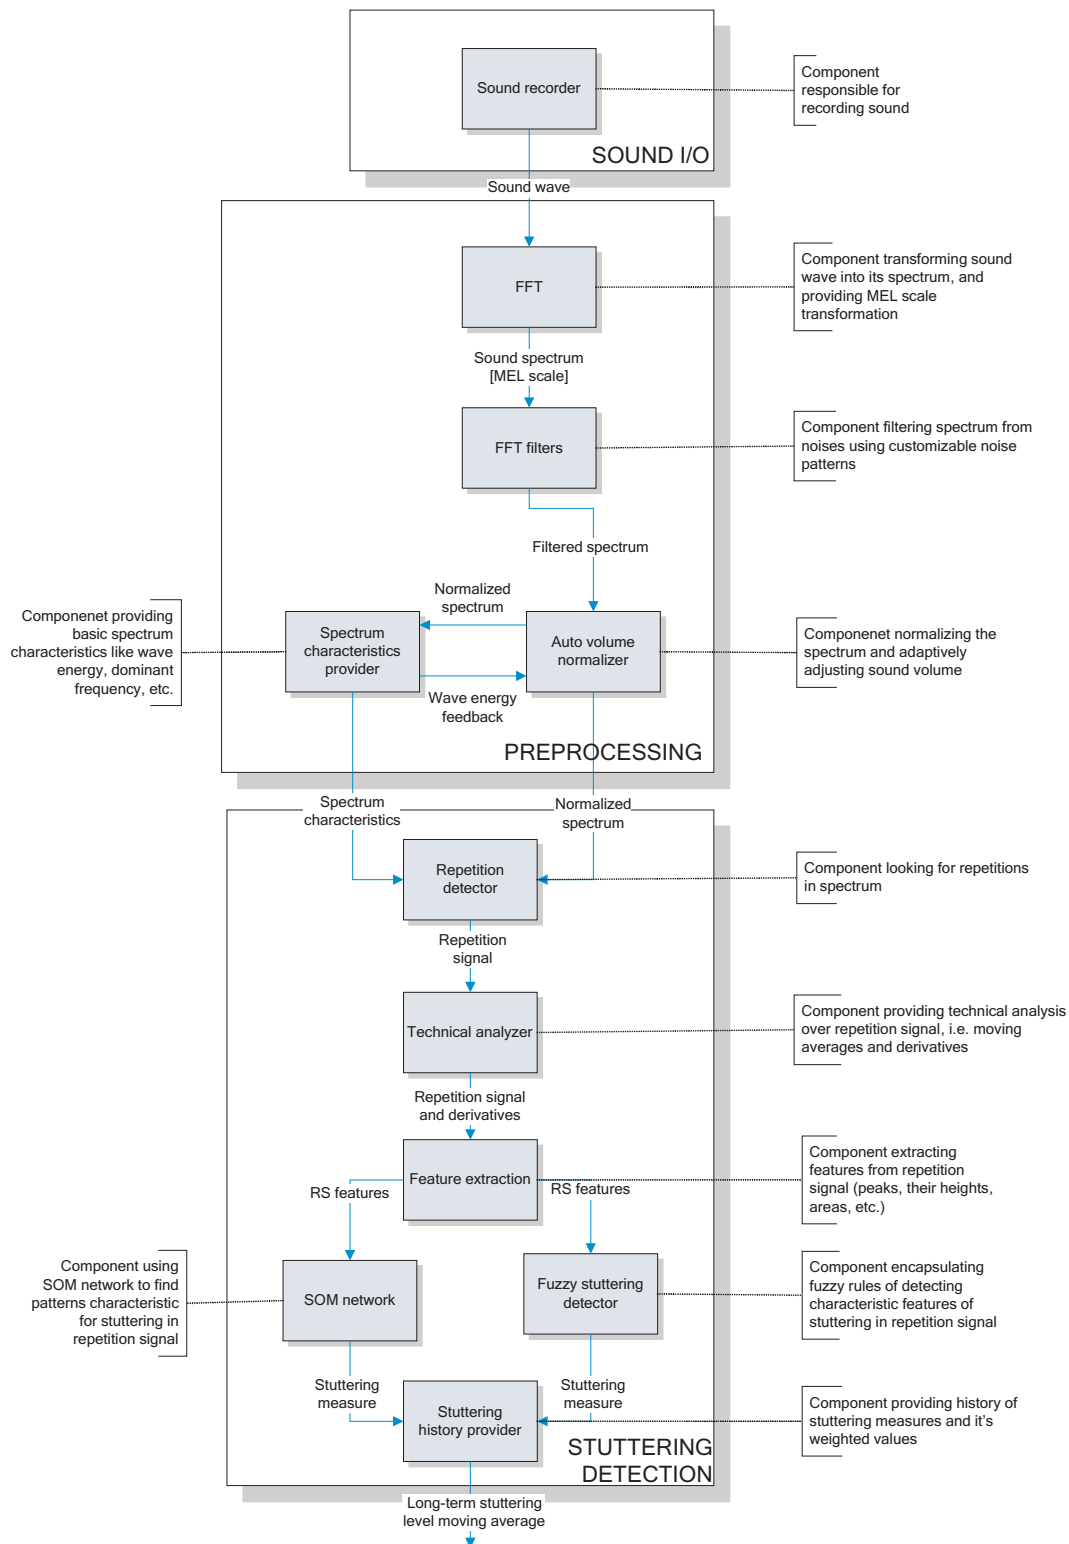 Sound recorder
Component
responsible for
recording sound
SOUND I/O
Sound wave
FFT
Component transforming sound
wave into its spectrum, and
providing MEL scale
transformation
Sound spectrum
[MEL scale]
FFT filters
Component filtering spectrum from
noises using customizable noise
patterns
Filtered spectrum
Normalized
spectrum
Componenet providing
basic spectrum
characteristics like wave
energy, dominant
frequency, etc.
Spectrum
characteristics
provider
Auto volume
normalizer
Componenet normalizing the
spectrum and adaptively
adjusting sound volume
Wave energy
feedback
PREPROCESSING
Spectrum
characteristics
Normalized
spectrum
Repetition
detector
Component looking for repetitions
in spectrum
Repetition
signal
Technical analyzer
Component providing technical analysis
over repetition signal, i.e. moving
averages and derivatives
Repetition signal
and derivatives
Feature extraction
Component extracting
features from repetition
signal (peaks, their heights,
areas, etc.)
RS features
RS features
Component using
SOM network to find
patterns characteristic
for stuttering in
repetition signal
SOM network
Fuzzy stuttering
detector
Component encapsulating
fuzzy rules of detecting
characteristic features of
stuttering in repetition signal
Stuttering
measure
Stuttering
measure
Stuttering
history provider
Component providing history of
stuttering measures and it's
weighted values
STUTTERING
DETECTION
Long-term stuttering
level moving average